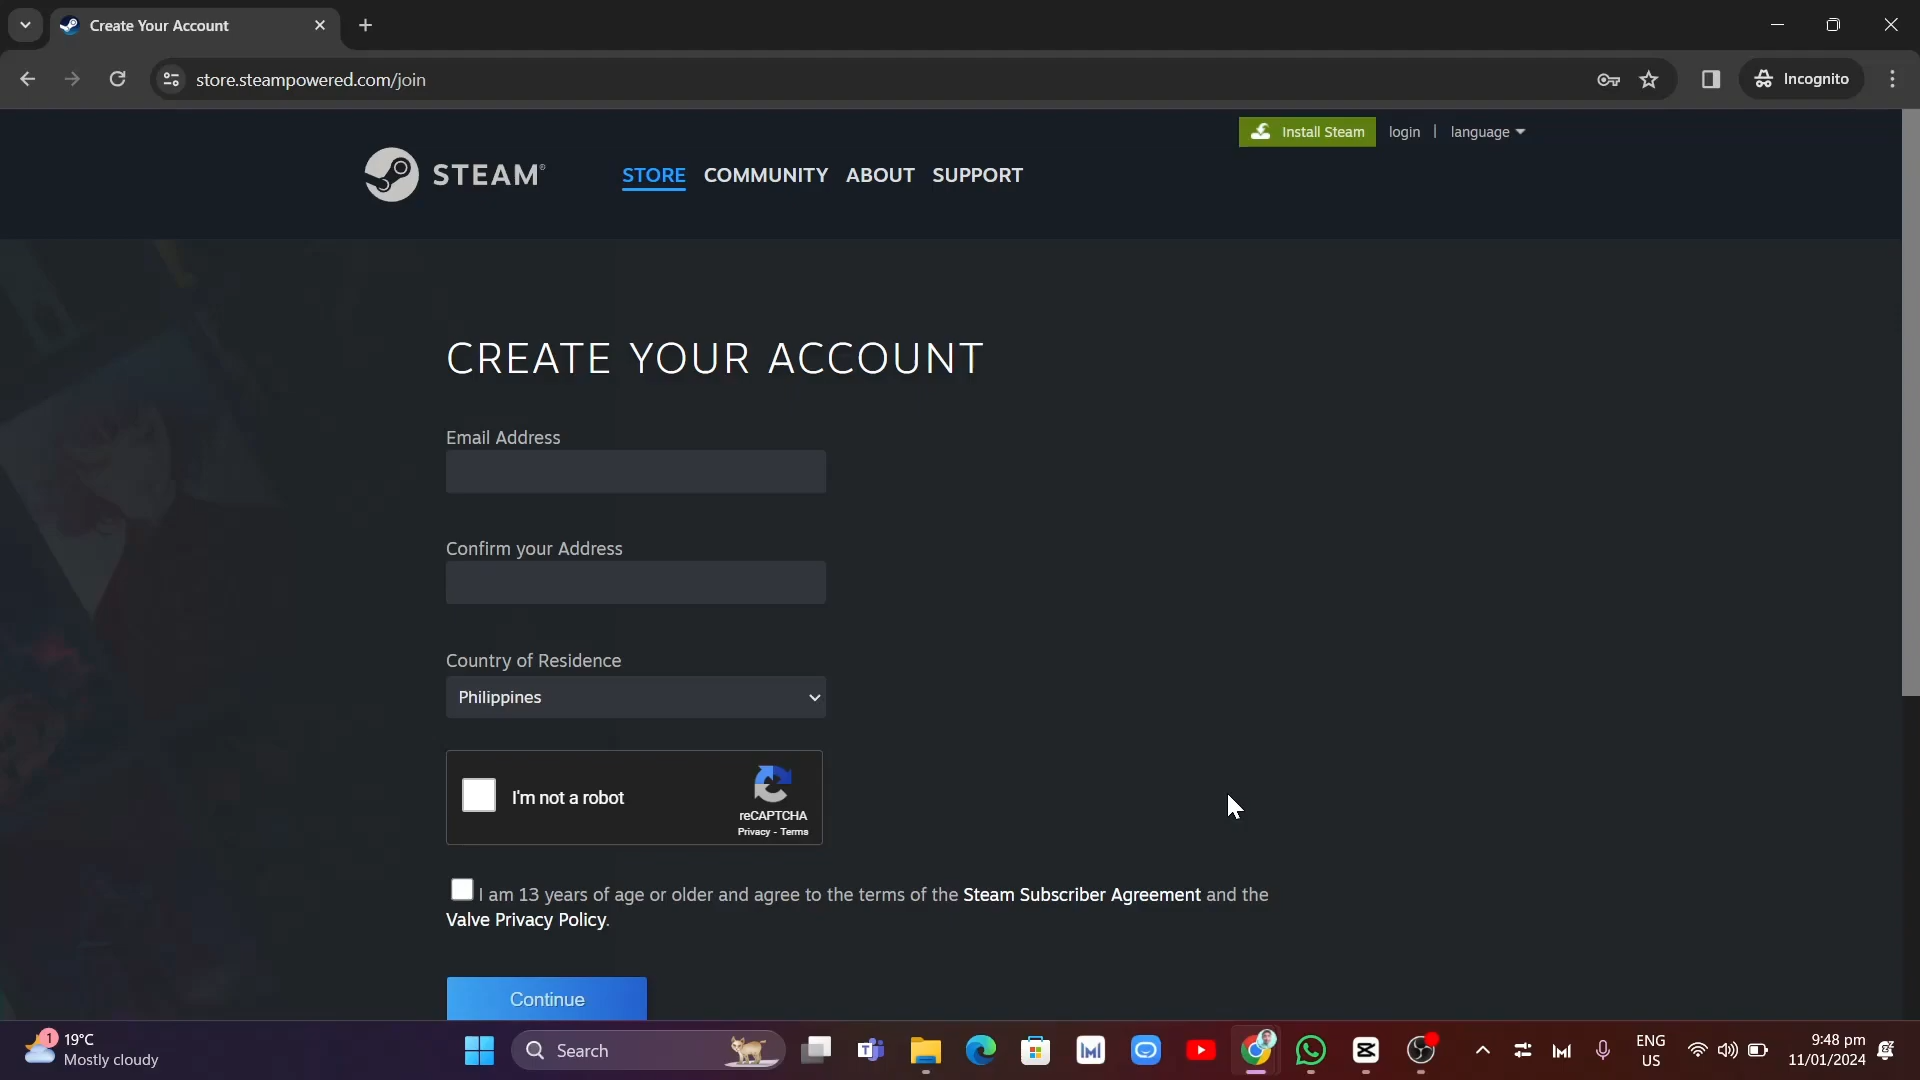 Create Your Account
store.steampowered.com/join
Incognito
Install Steam login | language
STEAM®
STORE COMMUNITY ABOUT SUPPORT
CREATE YOUR ACCOUNT
Email Address
Confirm your Address
Country of Residence
Philippines
I'm not a robot
reCAPTCHA
Privacy - Terms
I am 13 years of age or older and agree to the terms of the Steam Subscriber Agreement and the
Valve Privacy Policy.
Continue
1
19°C
Mostly cloudy
Search
ENG
US
9:48 pm
11/01/2024